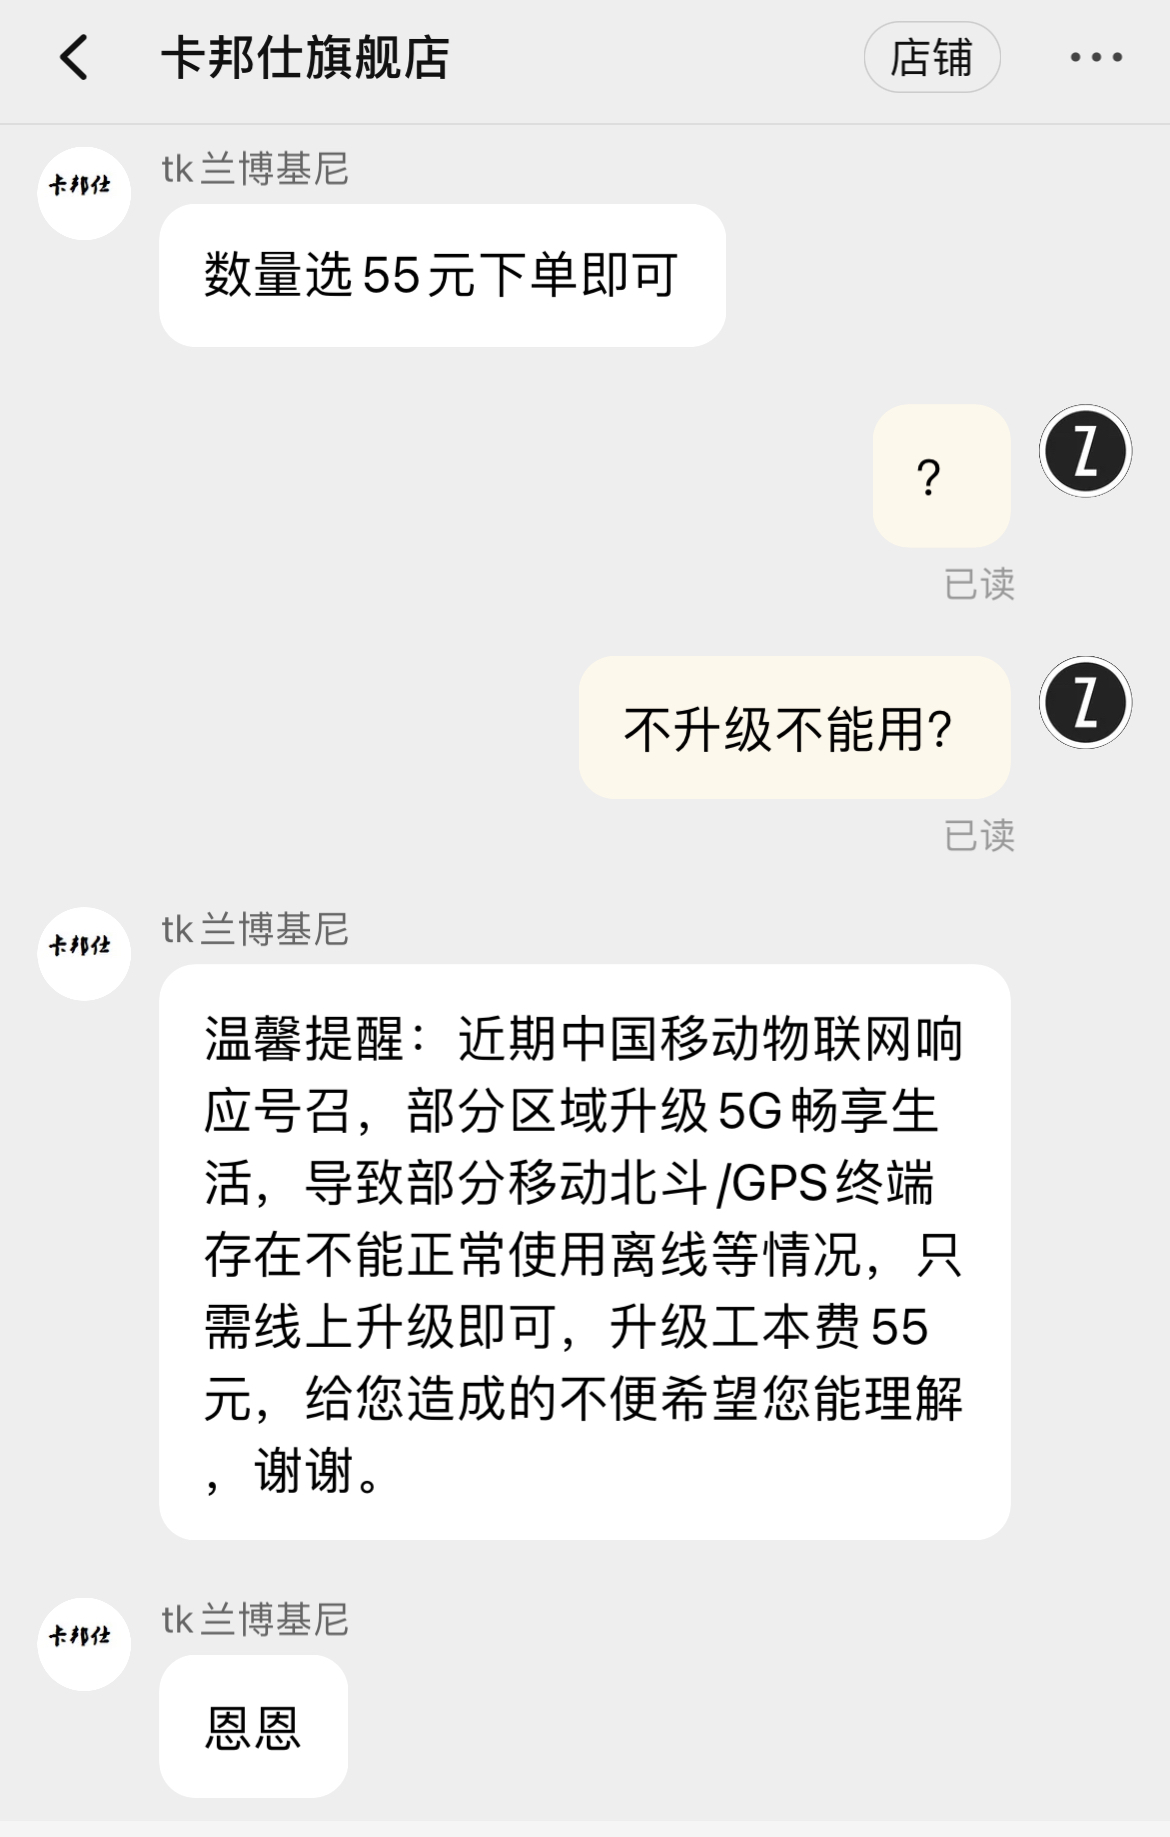 卡邦仕旗舰店
店铺
卡邦仕
tk兰博基尼
数量选55元下单即可
?
Z
已读
不升级不能用?
Z
已读
卡邦仕
tk兰博基尼
温馨提醒：近期中国移动物联网响
应号召，部分区域升级5G畅享生
活，导致部分移动北斗/GPS终端
存在不能正常使用离线等情况，只
需线上升级即可，升级工本费55
元，给您造成的不便希望您能理解
，谢谢。
卡邦仕
tk兰博基尼
恩恩